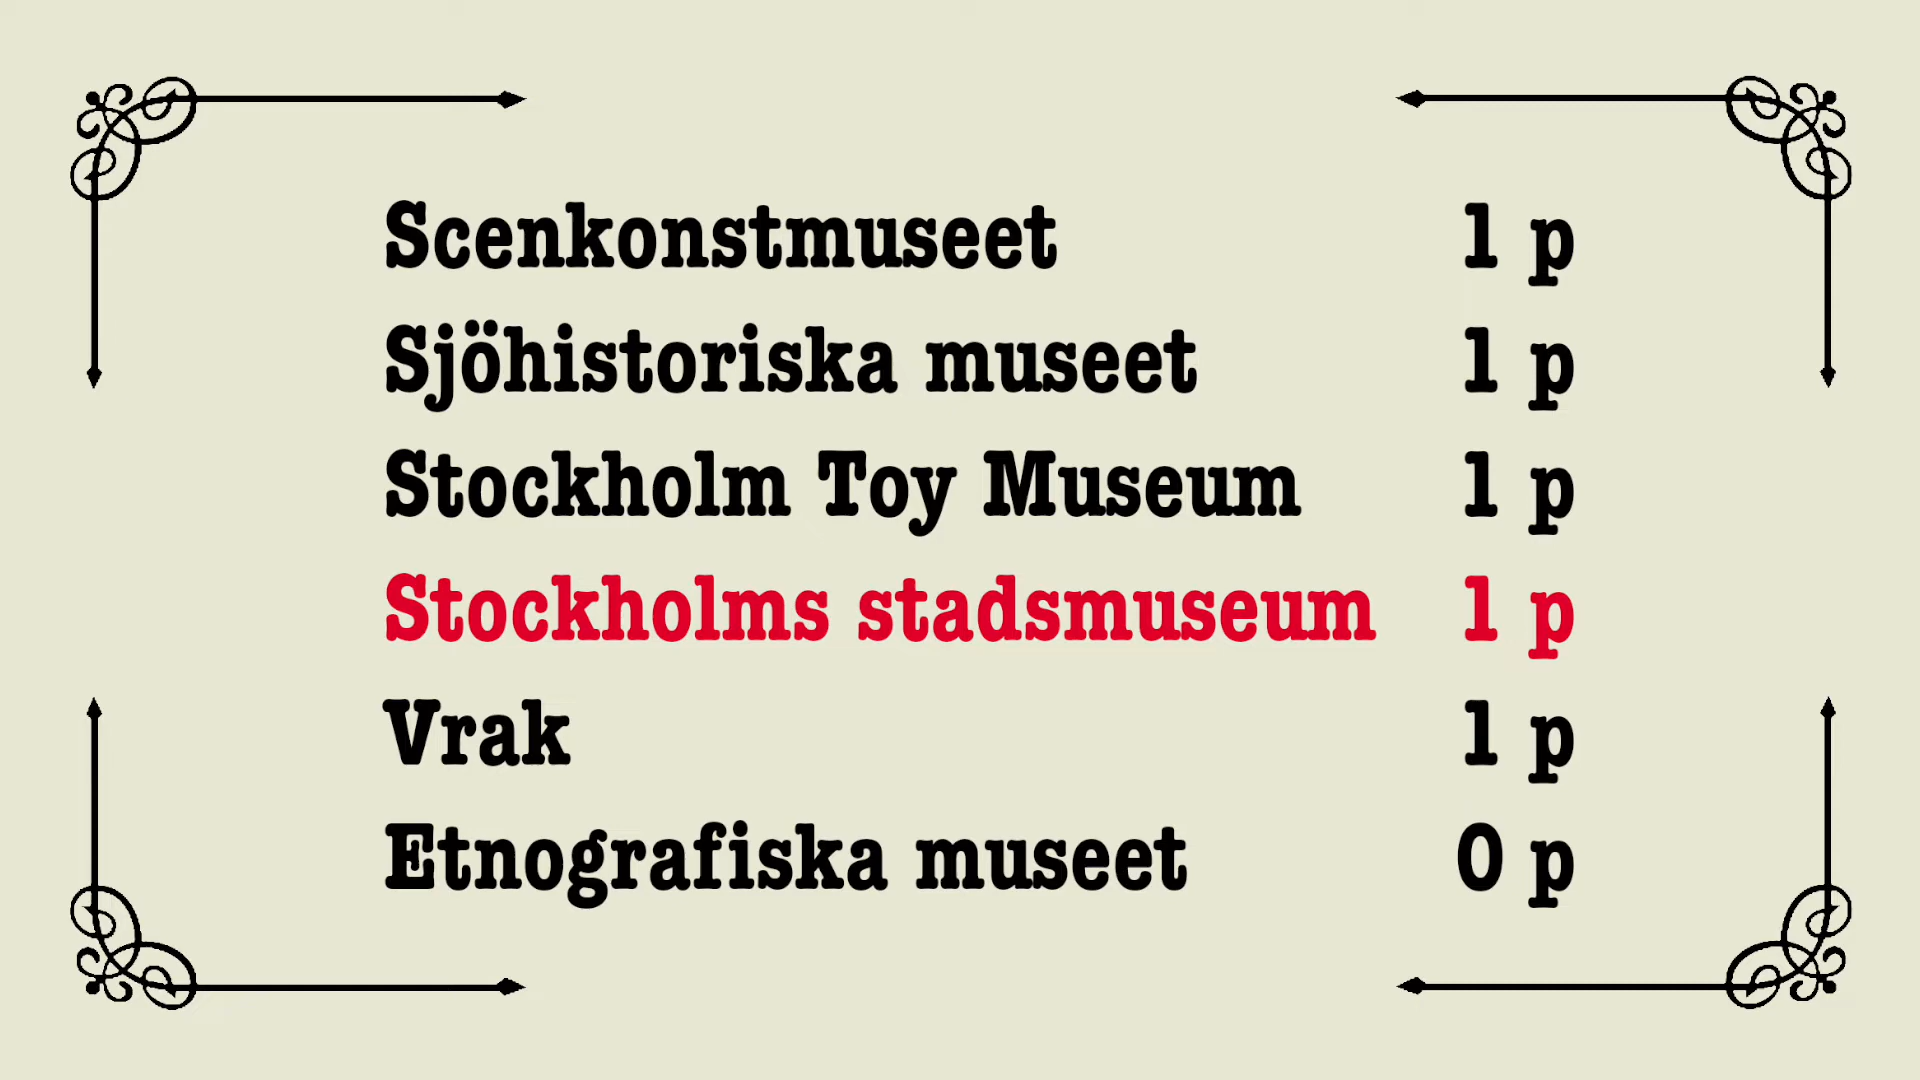 Scenkonstmuseet 1 p
Sjöhistoriska museet 1 p
Stockholm Toy Museum 1 p
Stockholms stadsmuseum 1 p
Vrak 1 p
Etnografiska museet 0 p